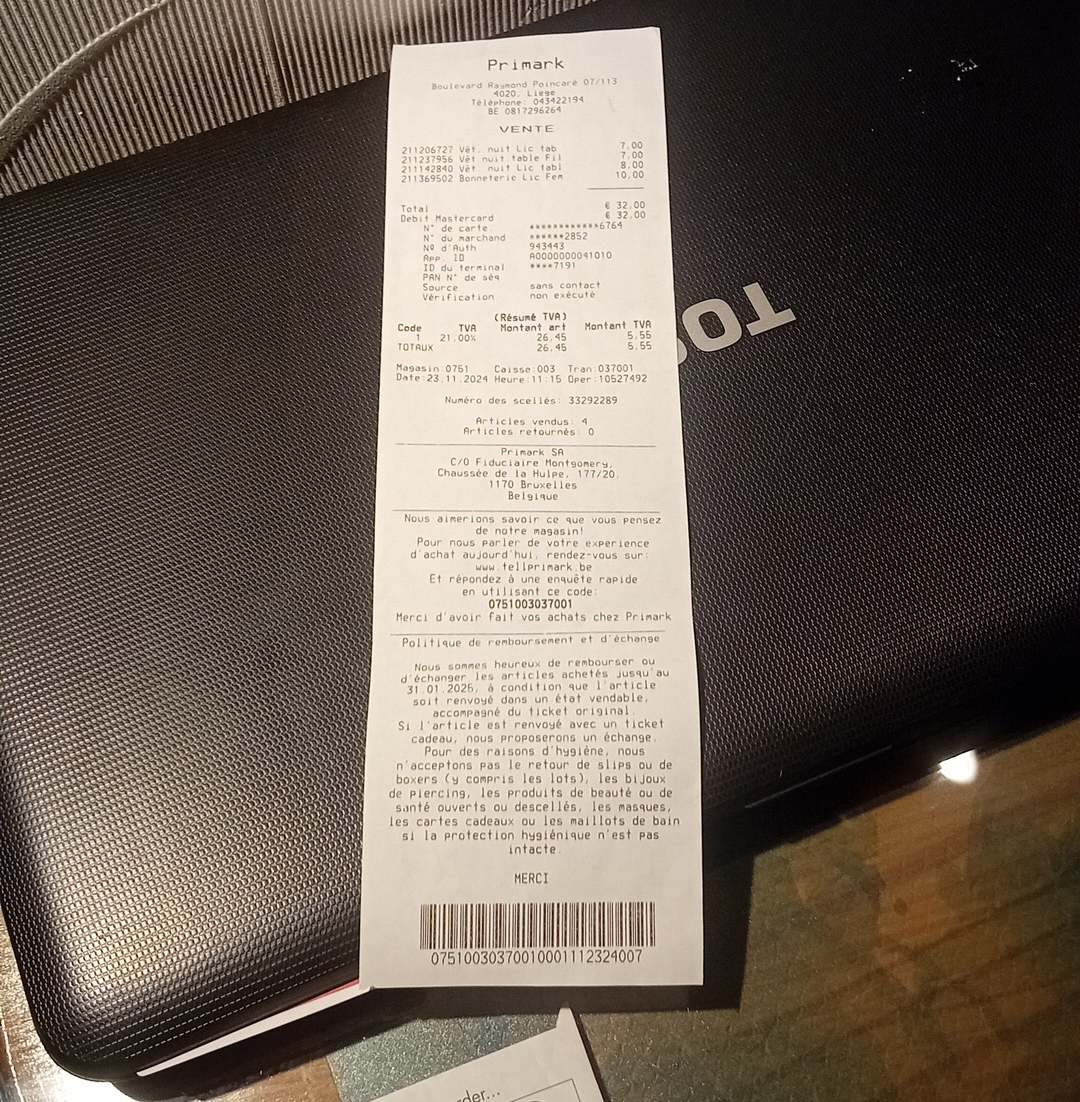 Primark
Boulevard Raymond Poincaré 07/113
4020, Liege
Téléphone: 043422194
BE 0817296264
VENTE
211206727 Vêt. nuit Lic tab 7.00
211237956 Vêt nuit table Fil 7.00
211142840 Vêt. nuit Lic tabl 8.00
211369502 Bonneterie Lic Fem 10.00
Total € 32.00
Debit Mastercard € 32.00
N° de carte. ************6764
N° du marchand ******2852
Nº d'Auth 943443
App. ID A0000000041010
ID du terminal ****7191
PAN N° de séq
Source sans contact
Vérification non exécuté
(Résumé TVA)
Code TVA Montant art Montant TVA
1 21.00% 26.45 5.55
TOTAUX 26.45 5.55
Magasin:0751 Caisse:003 Tran:037001
Date:23.11.2024 Heure:11:15 Oper:10527492
Numéro des scellés: 33292289
Articles vendus: 4
Articles retournés: 0
Primark SA
C/O Fiduciaire Montgomery,
Chaussée de la Hulpe, 177/20,
1170 Bruxelles
Belgique
Nous aimerions savoir ce que vous pensez
de notre magasin!
Pour nous parler de votre experience
d'achat aujourd'hui, rendez-vous sur:
www.tellprimark.be
Et répondez à une enquête rapide
en utilisant ce code:
0751003037001
Merci d'avoir fait vos achats chez Primark
Politique de remboursement et d'échange
Nous sommes heureux de rembourser ou
d'échanger les articles achetés jusqu'au
31.01.2025, à condition que l'article
soit renvoyé dans un état vendable,
accompagné du ticket original.
Si l'article est renvoyé avec un ticket
cadeau, nous proposerons un échange.
Pour des raisons d'hygiène, nous
n'acceptons pas le retour de slips ou de
boxers (y compris les lots), les bijoux
de piercing, les produits de beauté ou de
santé ouverts ou descellés, les masques,
les cartes cadeaux ou les maillots de bain
si la protection hygiénique n'est pas
intacte.
MERCI
07510030370010001112324007
TOS
rder...